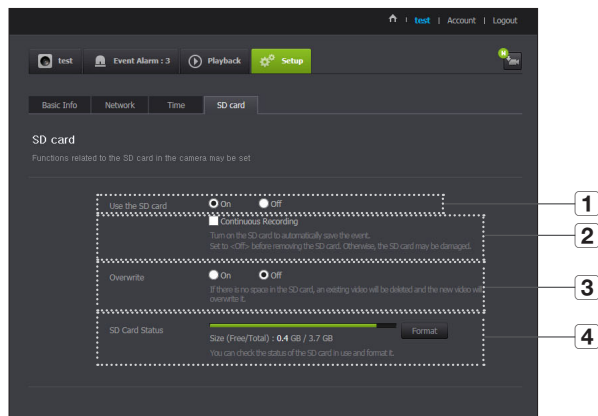 test | Account | Logout
test Event Alarm : 3 Playback Setup
N
Basic Info Network Time SD card
SD card
Functions related to the SD card in the camera may be set
Use the SD card On Off
1
Continuous Recording
Turn on the SD card to automatically save the event.
2
Set to <Off> before removing the SD card. Otherwise, the SD card may be damaged.
Overwrite On Off
If there is no space in the SD card, an existing video will be deleted and the new video will
3
overwrite it.
SD Card Status Format
4
Size (Free/Total) : 0.4 GB / 3.7 GB
You can check the status of the SD card in use and format it.